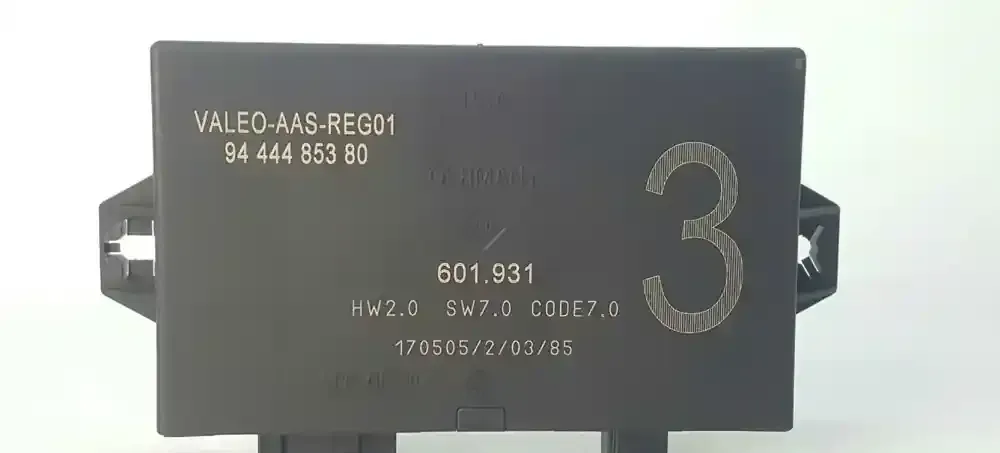 VALEO-AAS-REG01
94 444 853 80
3
601.931
HW2.0 SW7.0 CODE7.0
170505/2/03/85